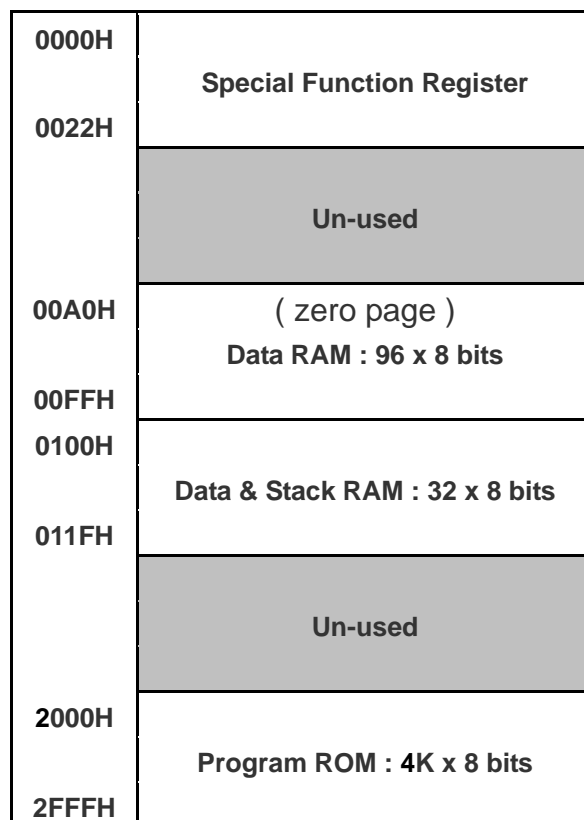 0000H
Special Function Register
0022H
Un-used
00A0H
( zero page )
Data RAM : 96 x 8 bits
00FFH
0100H
Data & Stack RAM : 32 x 8 bits
011FH
Un-used
2000H
Program ROM : 4K x 8 bits
2FFFH